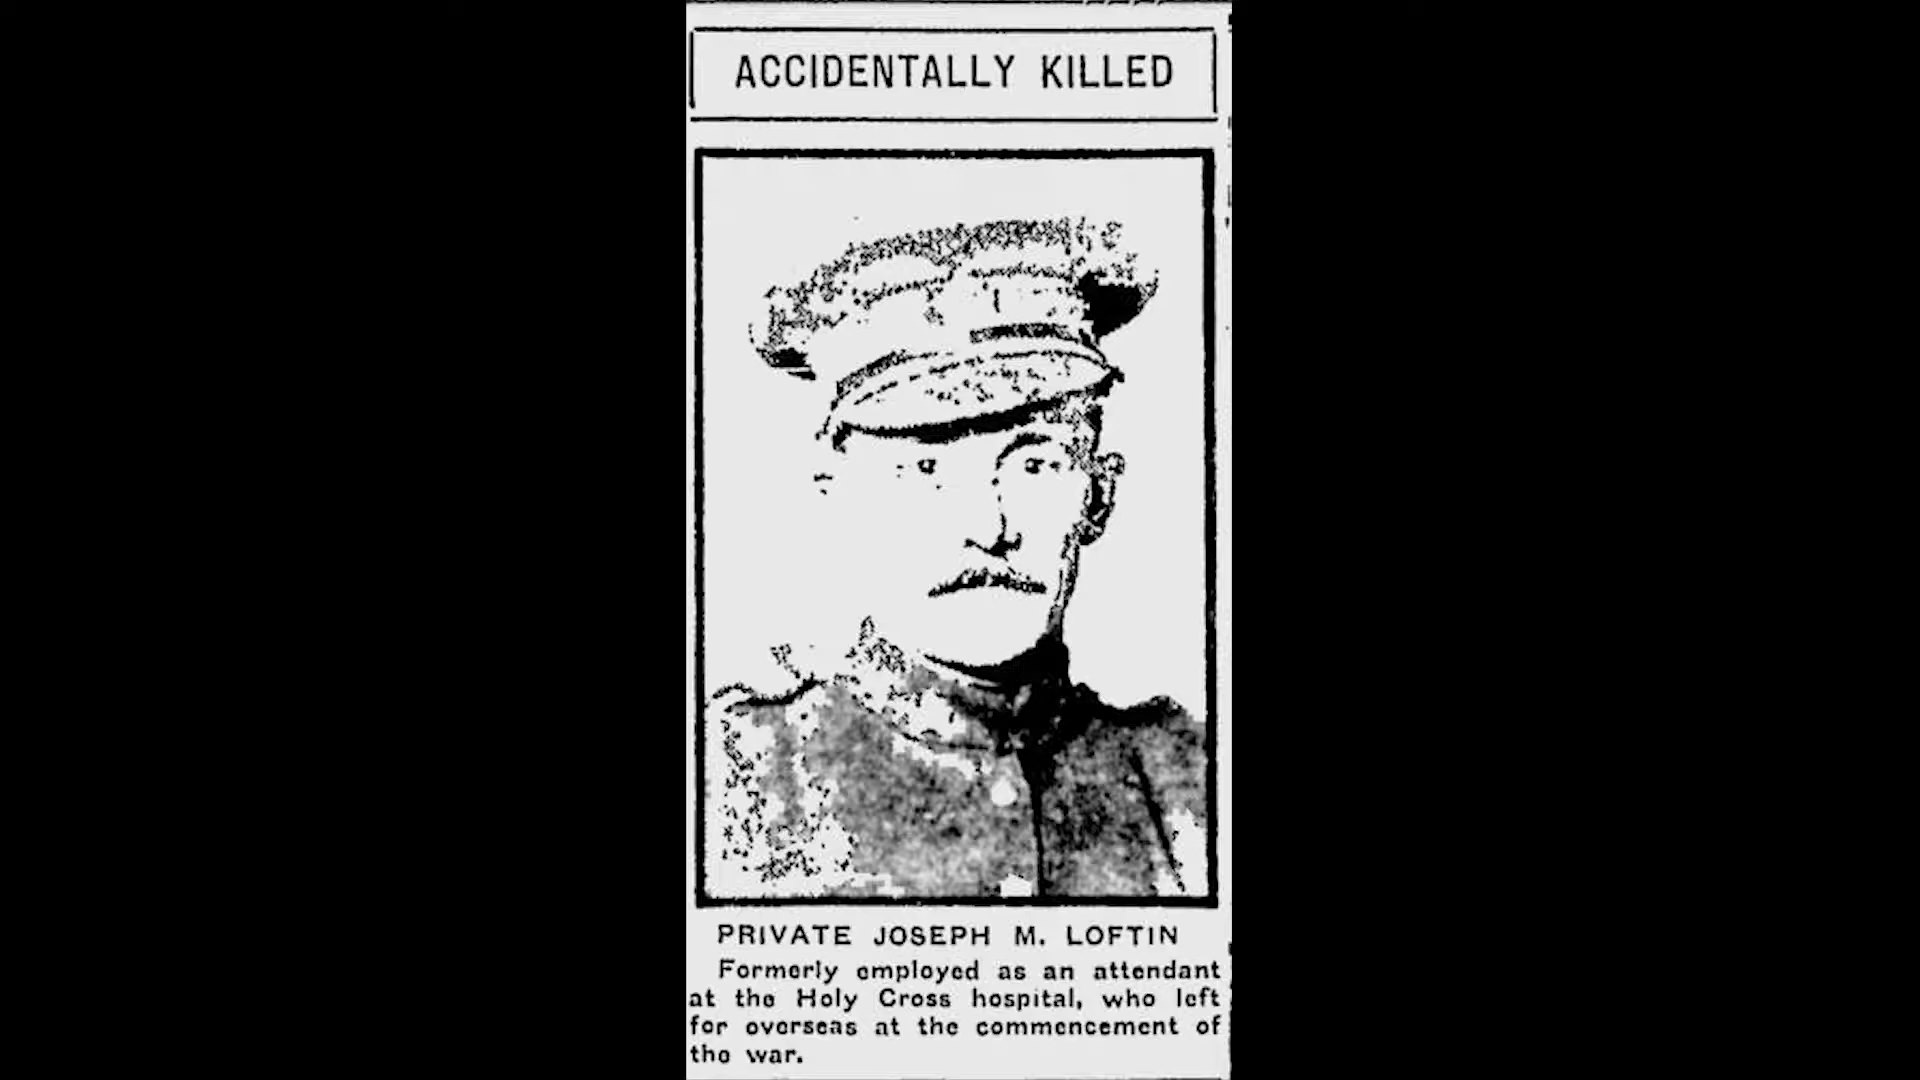 ACCIDENTALLY KILLED
PRIVATE JOSEPH M. LOFTIN
Formerly employed as an attendant
at the Holy Cross hospital, who left
for overseas at the commencement of
the war.